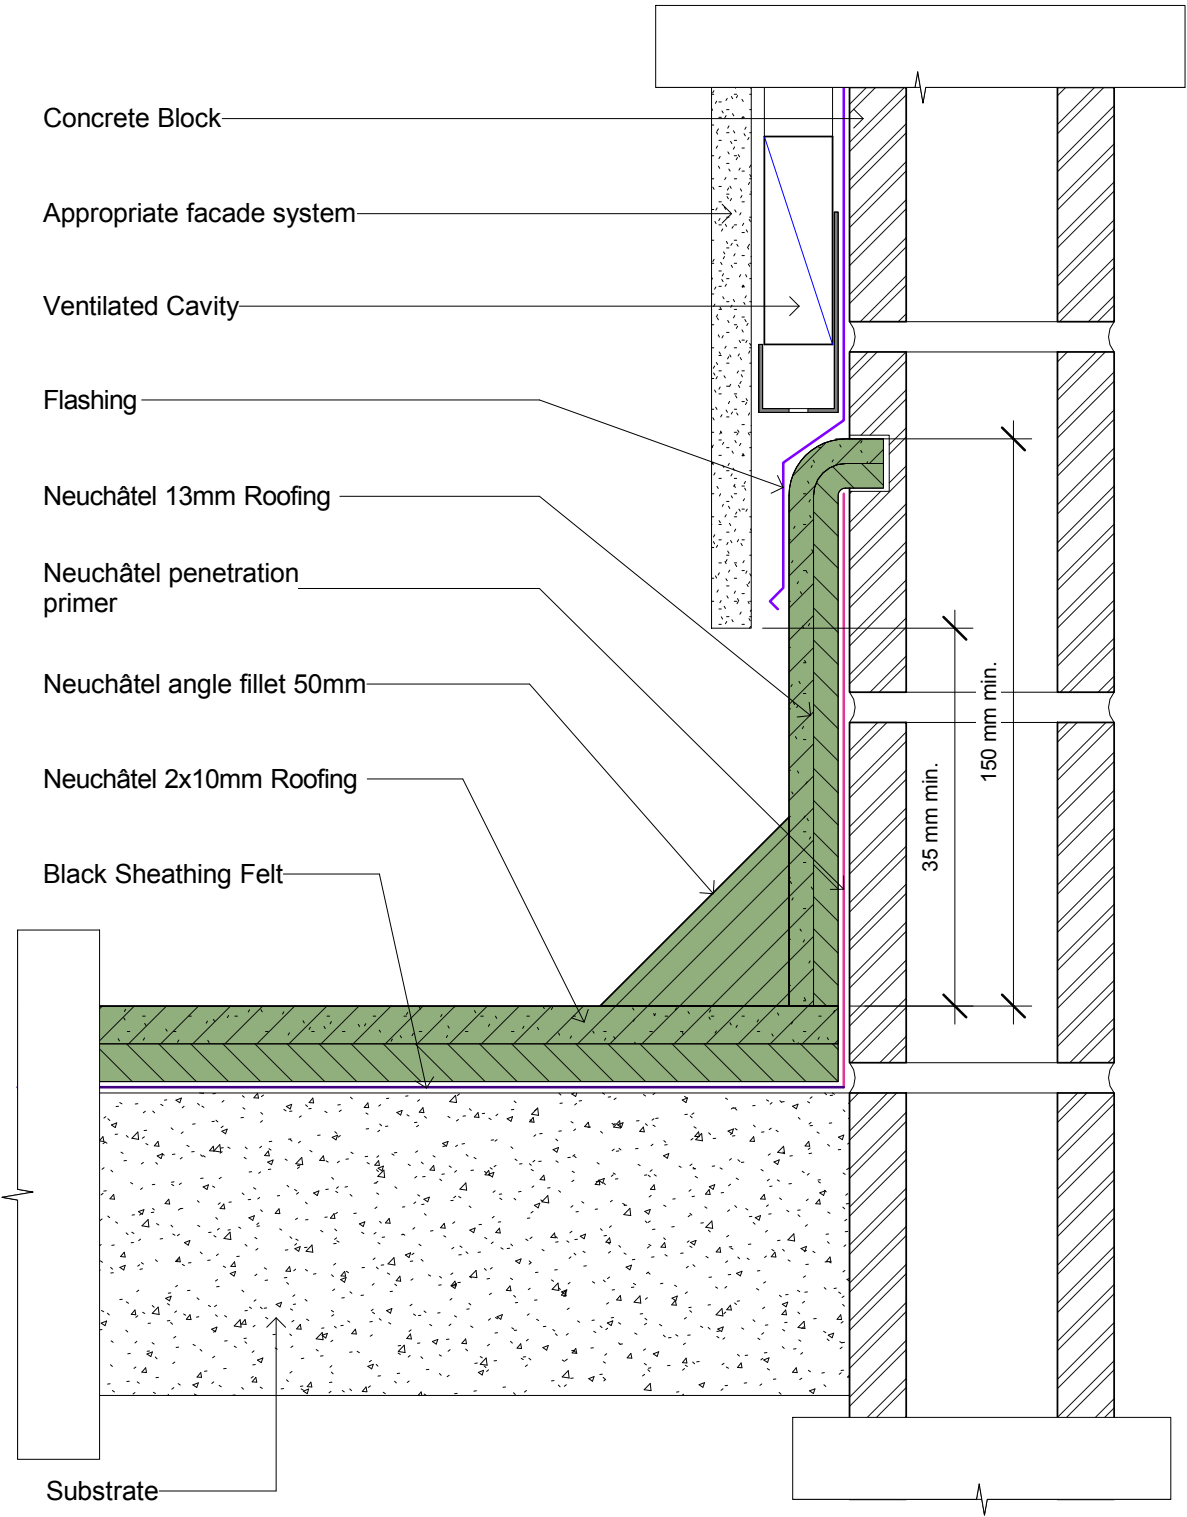 Concrete Block
Appropriate facade system
Ventilated Cavity
Flashing
Neuchâtel 13mm Roofing
Neuchâtel penetration
primer
Neuchâtel angle fillet 50mm
Neuchâtel 2x10mm Roofing
Black Sheathing Felt
Substrate
35 mm min.
150 mm min.